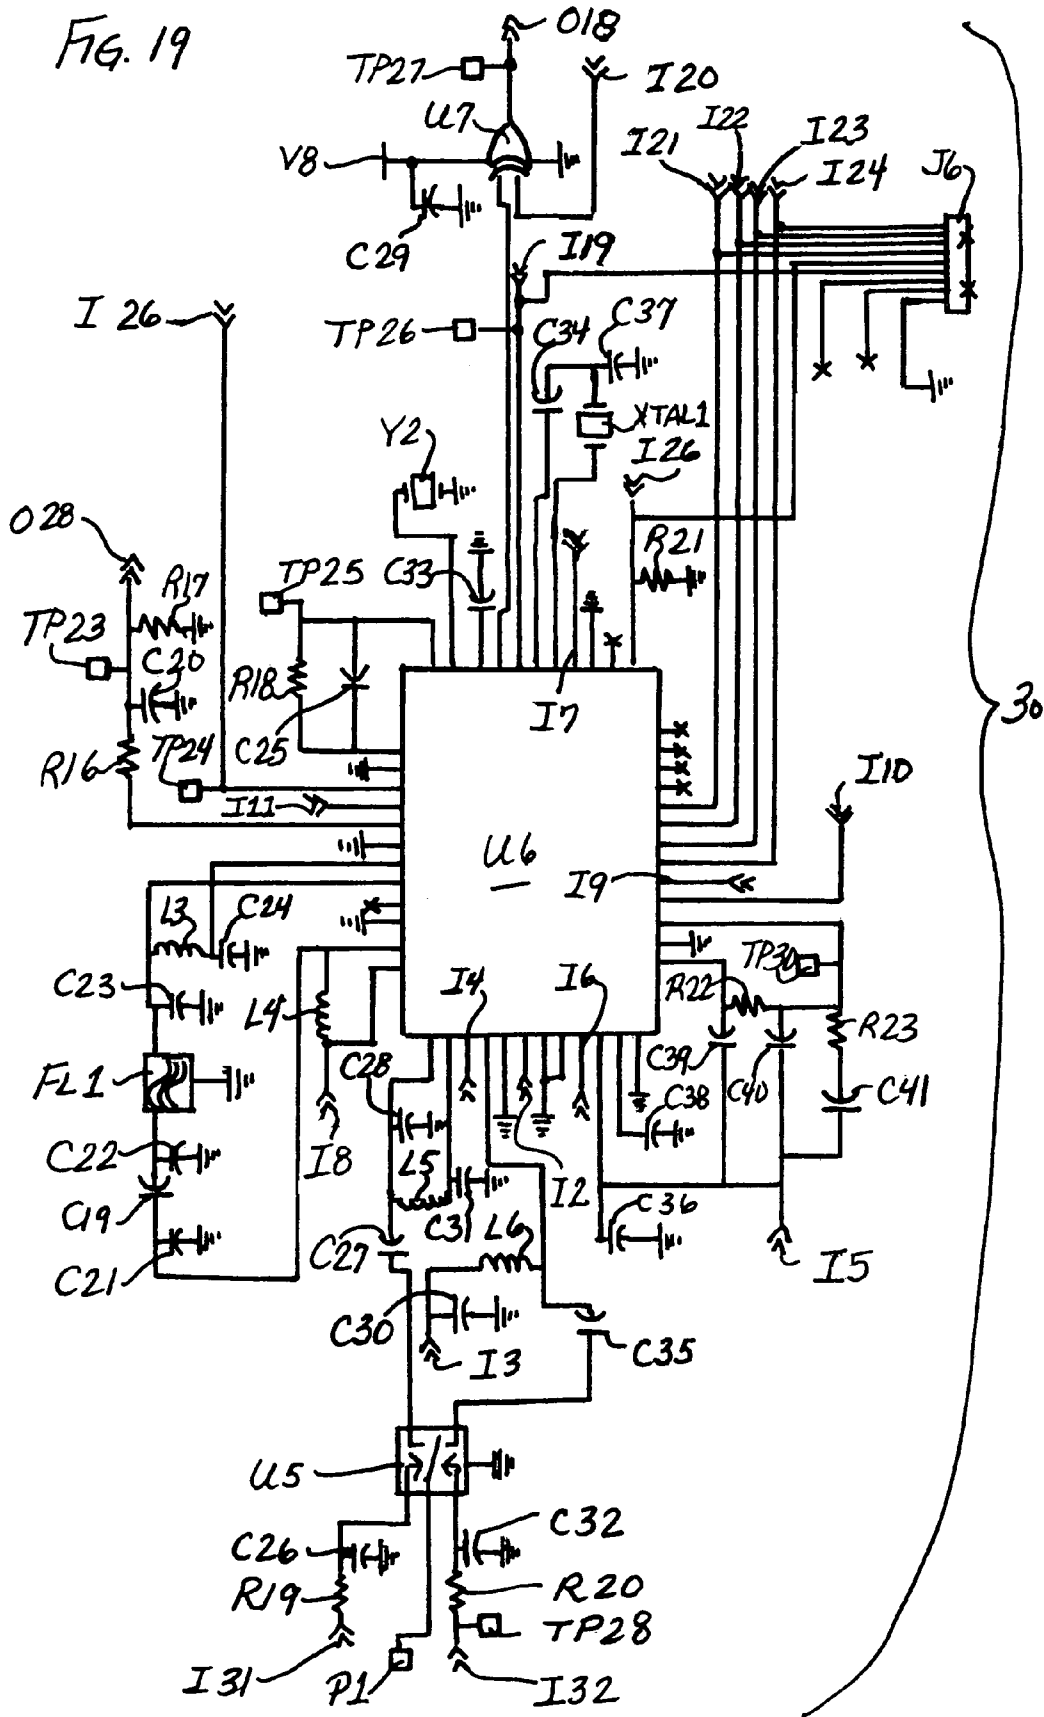 FIG. 19
O18
TP27
I20
U7
I22
I21
I23
V8
I24
J6
C29
I19
I 26
TP26
C34
C37
XTAL1
Y2
I26
O28
R21
R17
TP25
C33
TP23
C20
R18
I7
30
TP24
C25
R16
I10
I11
U6
I9
L3
C24
TP30
C23
I4
I6
R22
L4
R23
C28
C39
FL1
C40
C38
C41
C22
I8
L5
I2
C19
C31
C36
C27
L6
I5
C21
C30
I3
C35
U5
C32
C26
R19
R20
TP28
I31
P1
I32